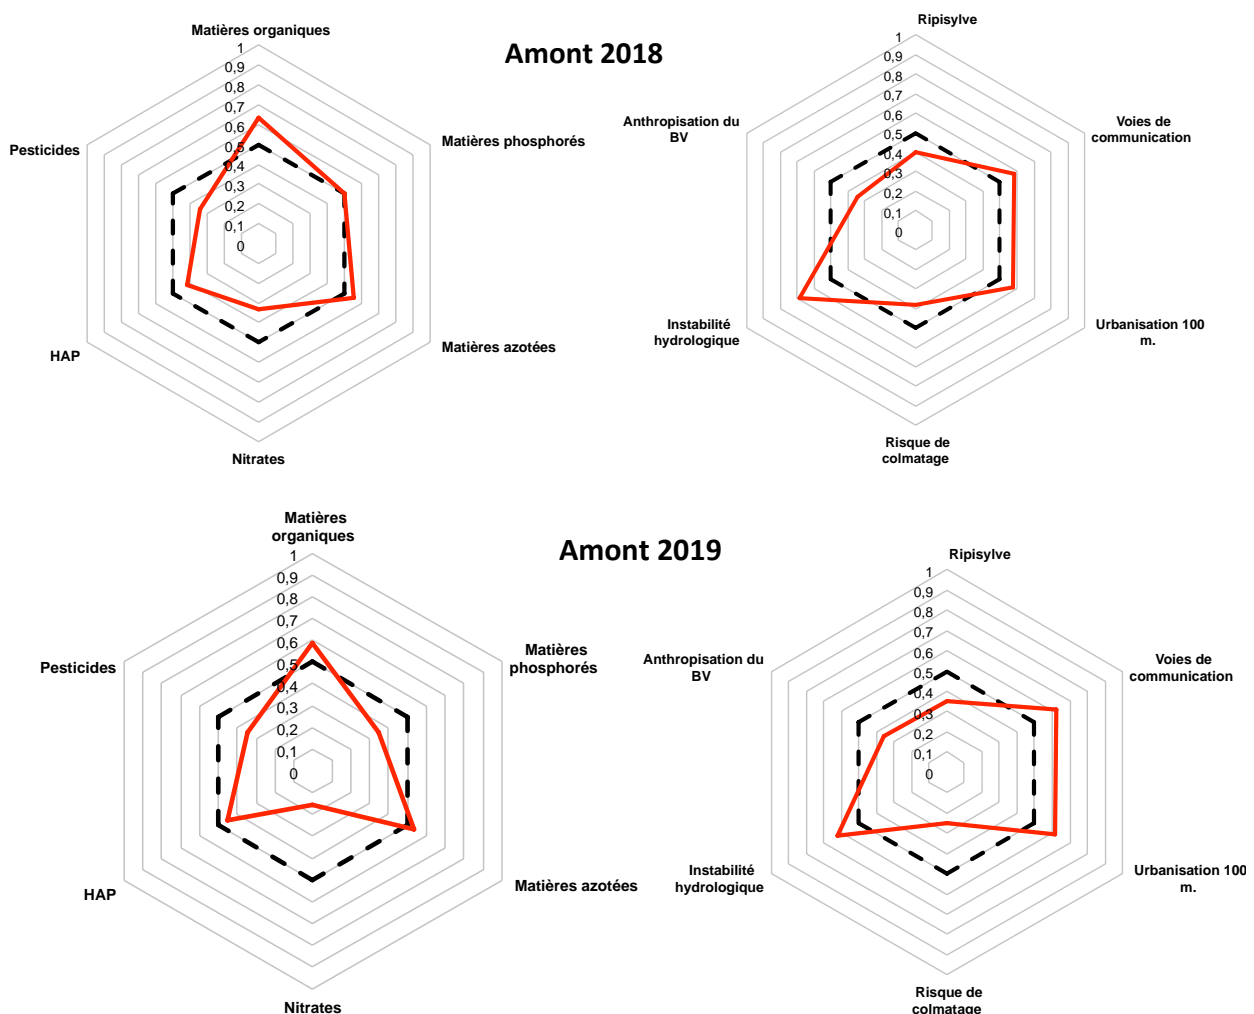 Amont 2018
Matières organiques
1
0,9
0,8
0,7
0,6
0,5
0,4
0,3
0,2
0,1
0
Matières phosphorés
Matières azotées
Nitrates
HAP
Pesticides
Ripisylve
1
0,9
0,8
0,7
0,6
0,5
0,4
0,3
0,2
0,1
0
Voies de
communication
Urbanisation 100
m.
Risque de
colmatage
Instabilité
hydrologique
Anthropisation du
BV
Amont 2019
Matières
organiques
1
0,9
0,8
0,7
0,6
0,5
0,4
0,3
0,2
0,1
0
Matières
phosphorés
Matières azotées
Nitrates
HAP
Pesticides
Ripisylve
1
0,9
0,8
0,7
0,6
0,5
0,4
0,3
0,2
0,1
0
Voies de
communication
Urbanisation 100
m.
Risque de
colmatage
Instabilité
hydrologique
Anthropisation du
BV